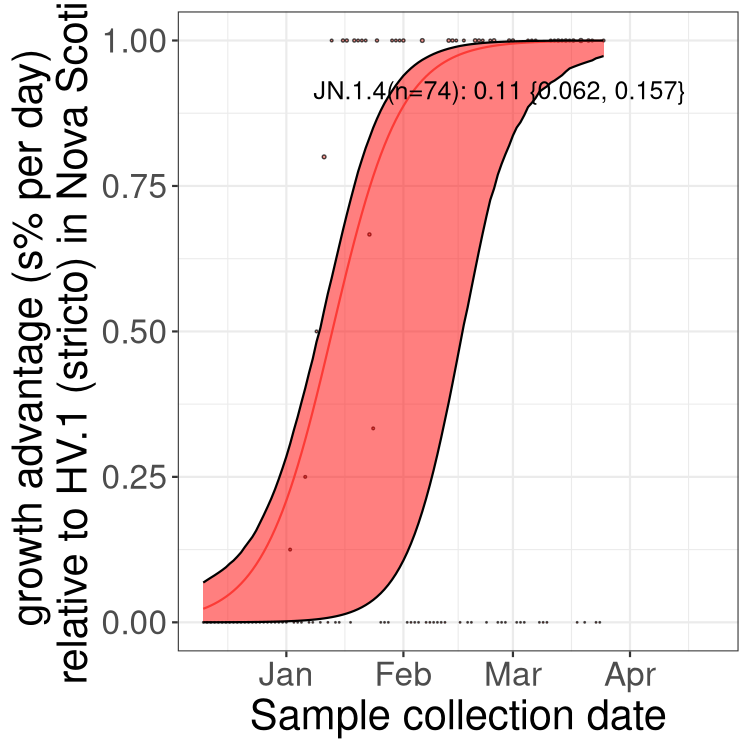 growth advantage (s% per day)
relative to HV.1 (stricto) in Nova Scoti
1.00
0.75
0.50
0.25
0.00
JN.1.4(n=74): 0.11 {0.062, 0.157}
Jan Feb Mar Apr
Sample collection date